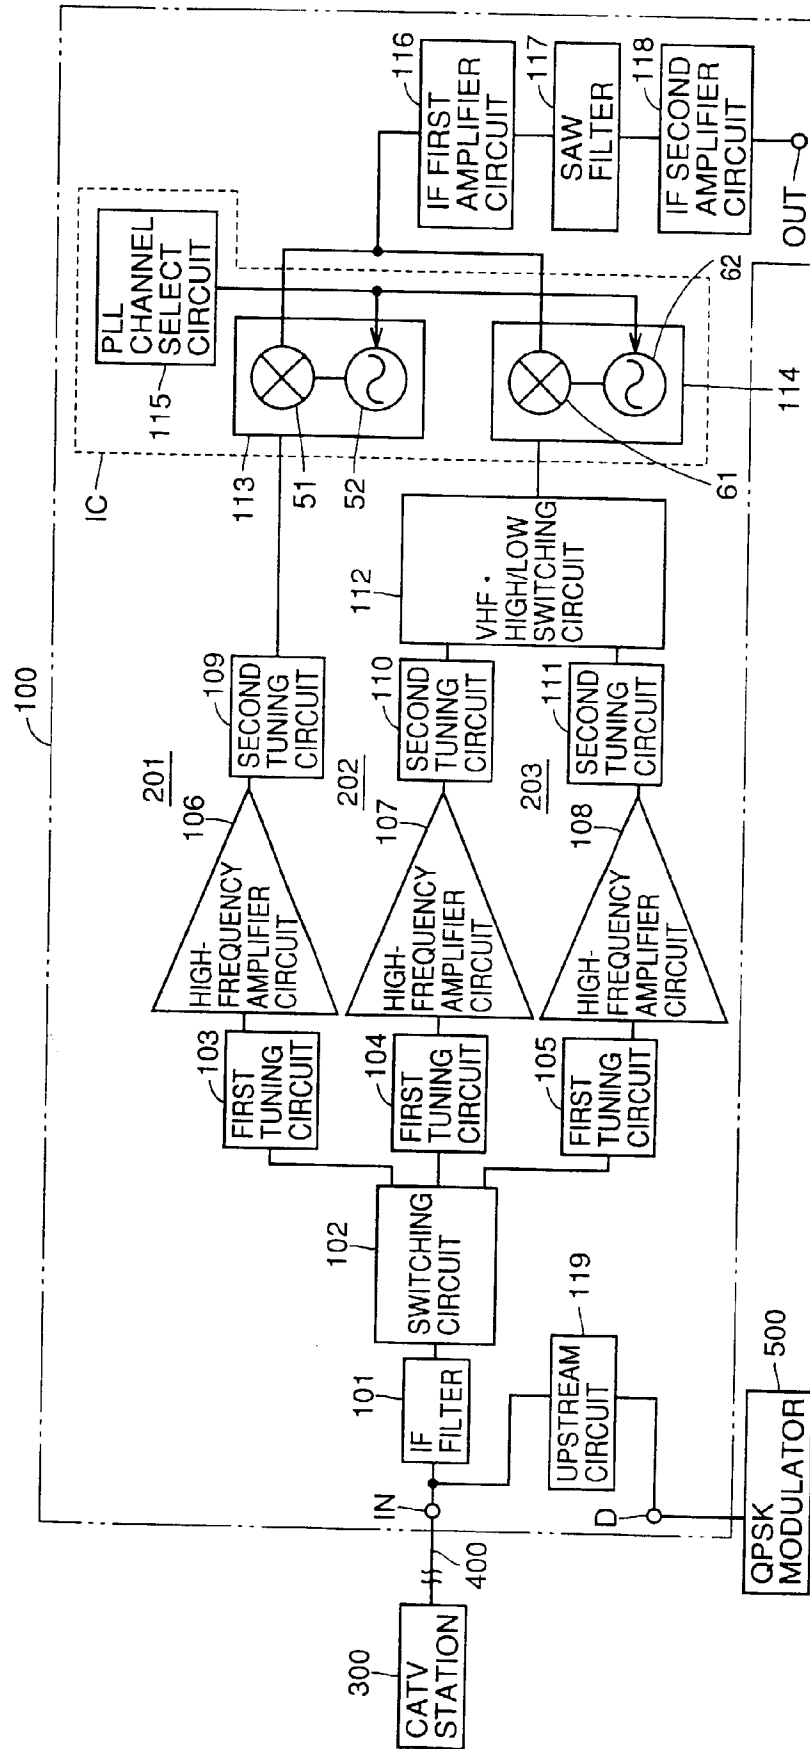 100
300
CATV
STATION
400
IN
101
IF
FILTER
102
SWITCHING
CIRCUIT
UPSTREAM
CIRCUIT
119
D
QPSK
MODULATOR
500
103
FIRST
TUNING
CIRCUIT
104
FIRST
TUNING
CIRCUIT
105
FIRST
TUNING
CIRCUIT
201
106
HIGH-
FREQUENCY
AMPLIFIER
CIRCUIT
202
107
HIGH-
FREQUENCY
AMPLIFIER
CIRCUIT
203
108
HIGH-
FREQUENCY
AMPLIFIER
CIRCUIT
109
SECOND
TUNING
CIRCUIT
110
SECOND
TUNING
CIRCUIT
111
SECOND
TUNING
CIRCUIT
112
VHF·
HIGH/LOW
SWITCHING
CIRCUIT
IC
115
PLL
CHANNEL
SELECT
CIRCUIT
113
51
52
61
62
114
116
IF FIRST
AMPLIFIER
CIRCUIT
117
SAW
FILTER
118
IF SECOND
AMPLIFIER
CIRCUIT
OUT